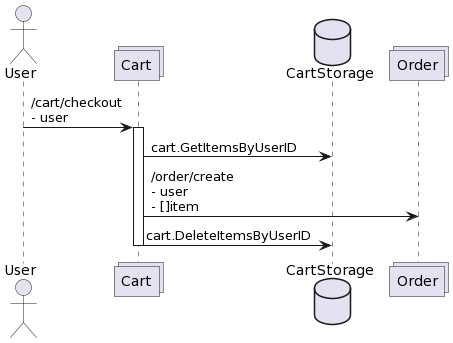 User
Cart
CartStorage
Order
/cart/checkout
- user
cart.GetItemsByUserID
/order/create
- user
- []item
cart.DeleteItemsByUserID
User
Cart
CartStorage
Order